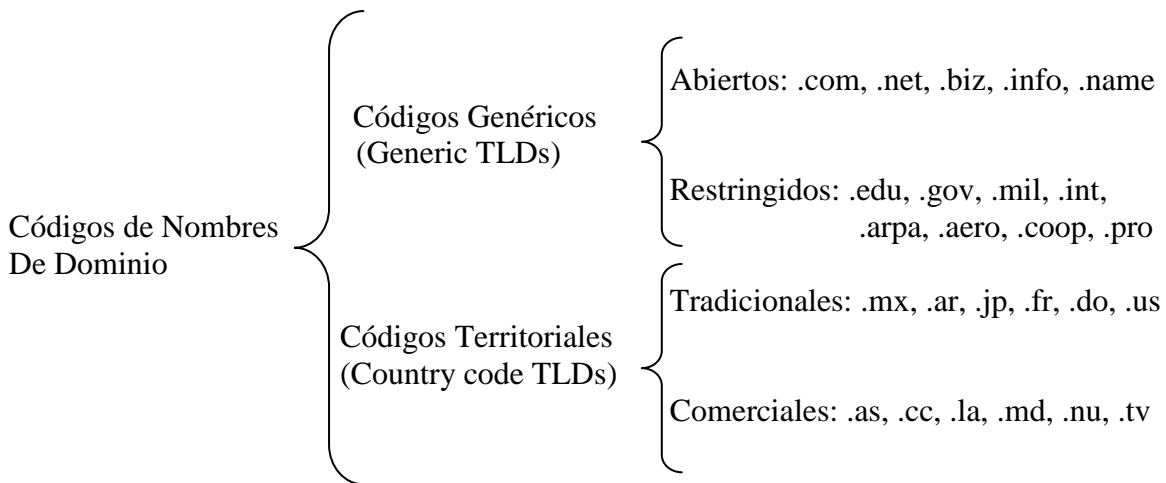 Códigos de Nombres
De Dominio
Códigos Genéricos
(Generic TLDs)
Abiertos: .com, .net, .biz, .info, .name
Restringidos: .edu, .gov, .mil, .int,
.arpa, .aero, .coop, .pro
Códigos Territoriales
(Country code TLDs)
Tradicionales: .mx, .ar, .jp, .fr, .do, .us
Comerciales: .as, .cc, .la, .md, .nu, .tv